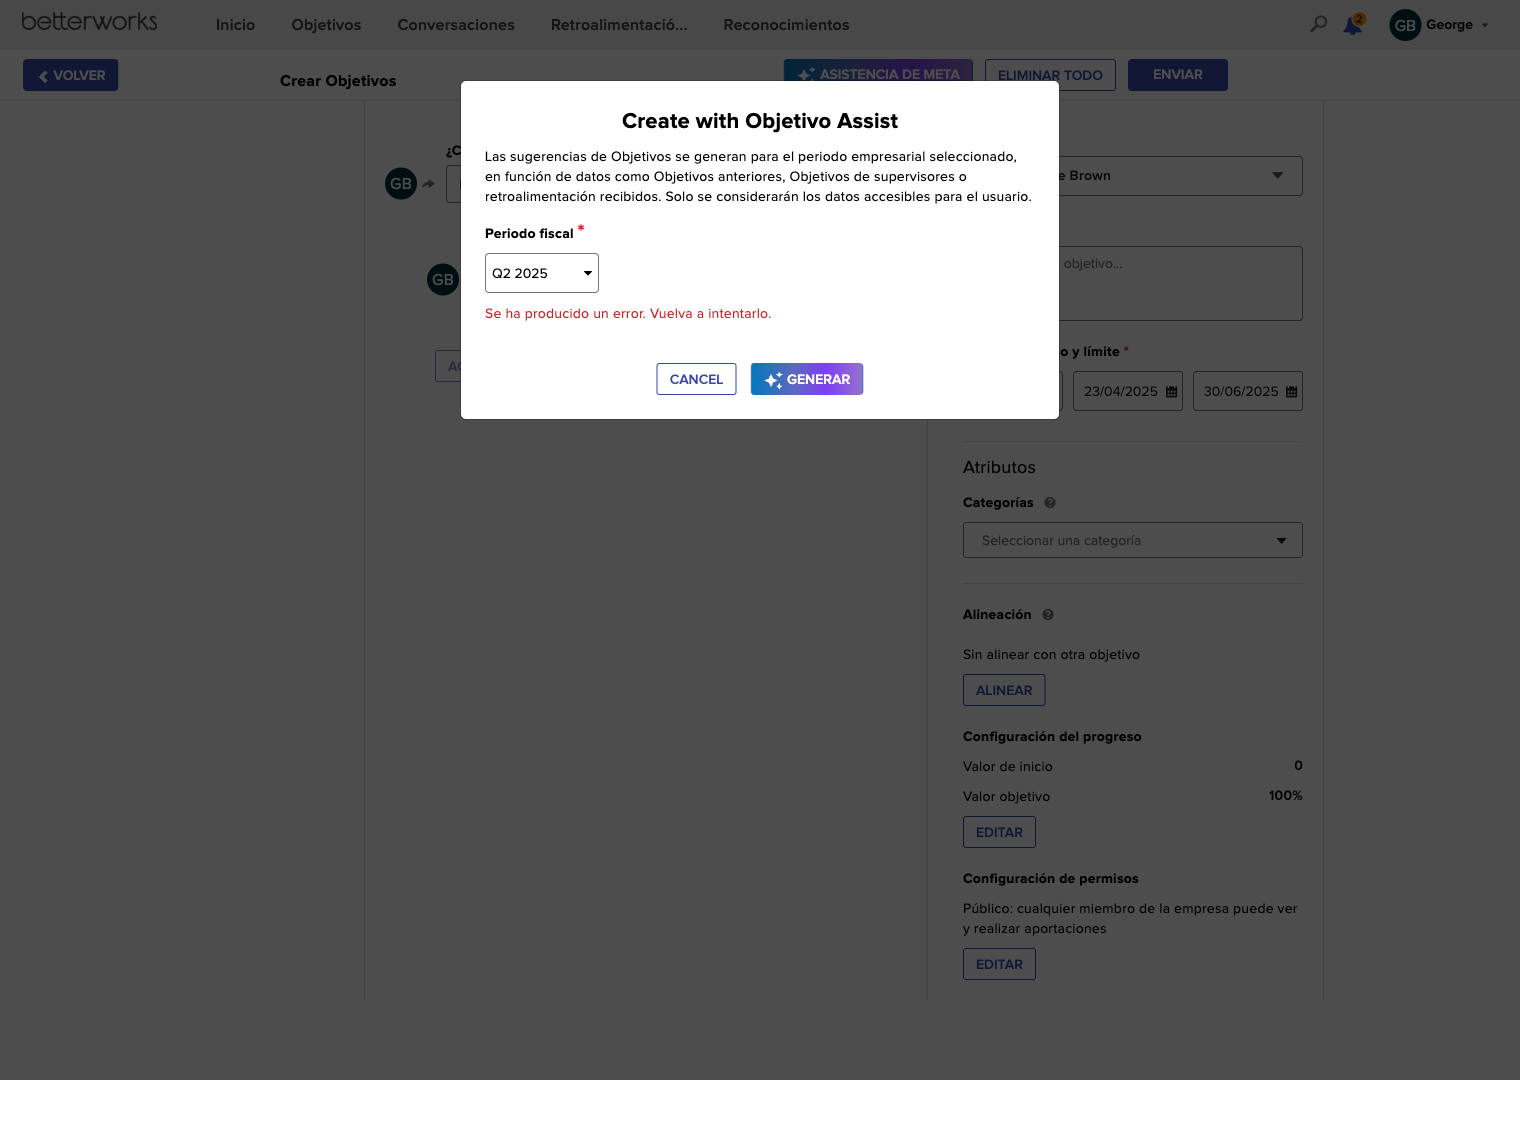 betterworks
Inicio
Objetivos
Conversaciones
Retroalimentació...
Reconocimientos
2
GB
George
VOLVER
Crear Objetivos
ASISTENCIA DE META
ELIMINAR TODO
ENVIAR
Create with Objetivo Assist
Las sugerencias de Objetivos se generan para el periodo empresarial seleccionado,
en función de datos como Objetivos anteriores, Objetivos de supervisores o
retroalimentación recibidos. Solo se considerarán los datos accesibles para el usuario.
Periodo fiscal *
Q2 2025
Se ha producido un error. Vuelva a intentarlo.
CANCEL
GENERAR
GB
GB
e Brown
objetivo...
o y límite *
23/04/2025
30/06/2025
Atributos
Categorías
Seleccionar una categoría
Alineación
Sin alinear con otra objetivo
ALINEAR
Configuración del progreso
Valor de inicio 0
Valor objetivo 100%
EDITAR
Configuración de permisos
Público: cualquier miembro de la empresa puede ver
y realizar aportaciones
EDITAR